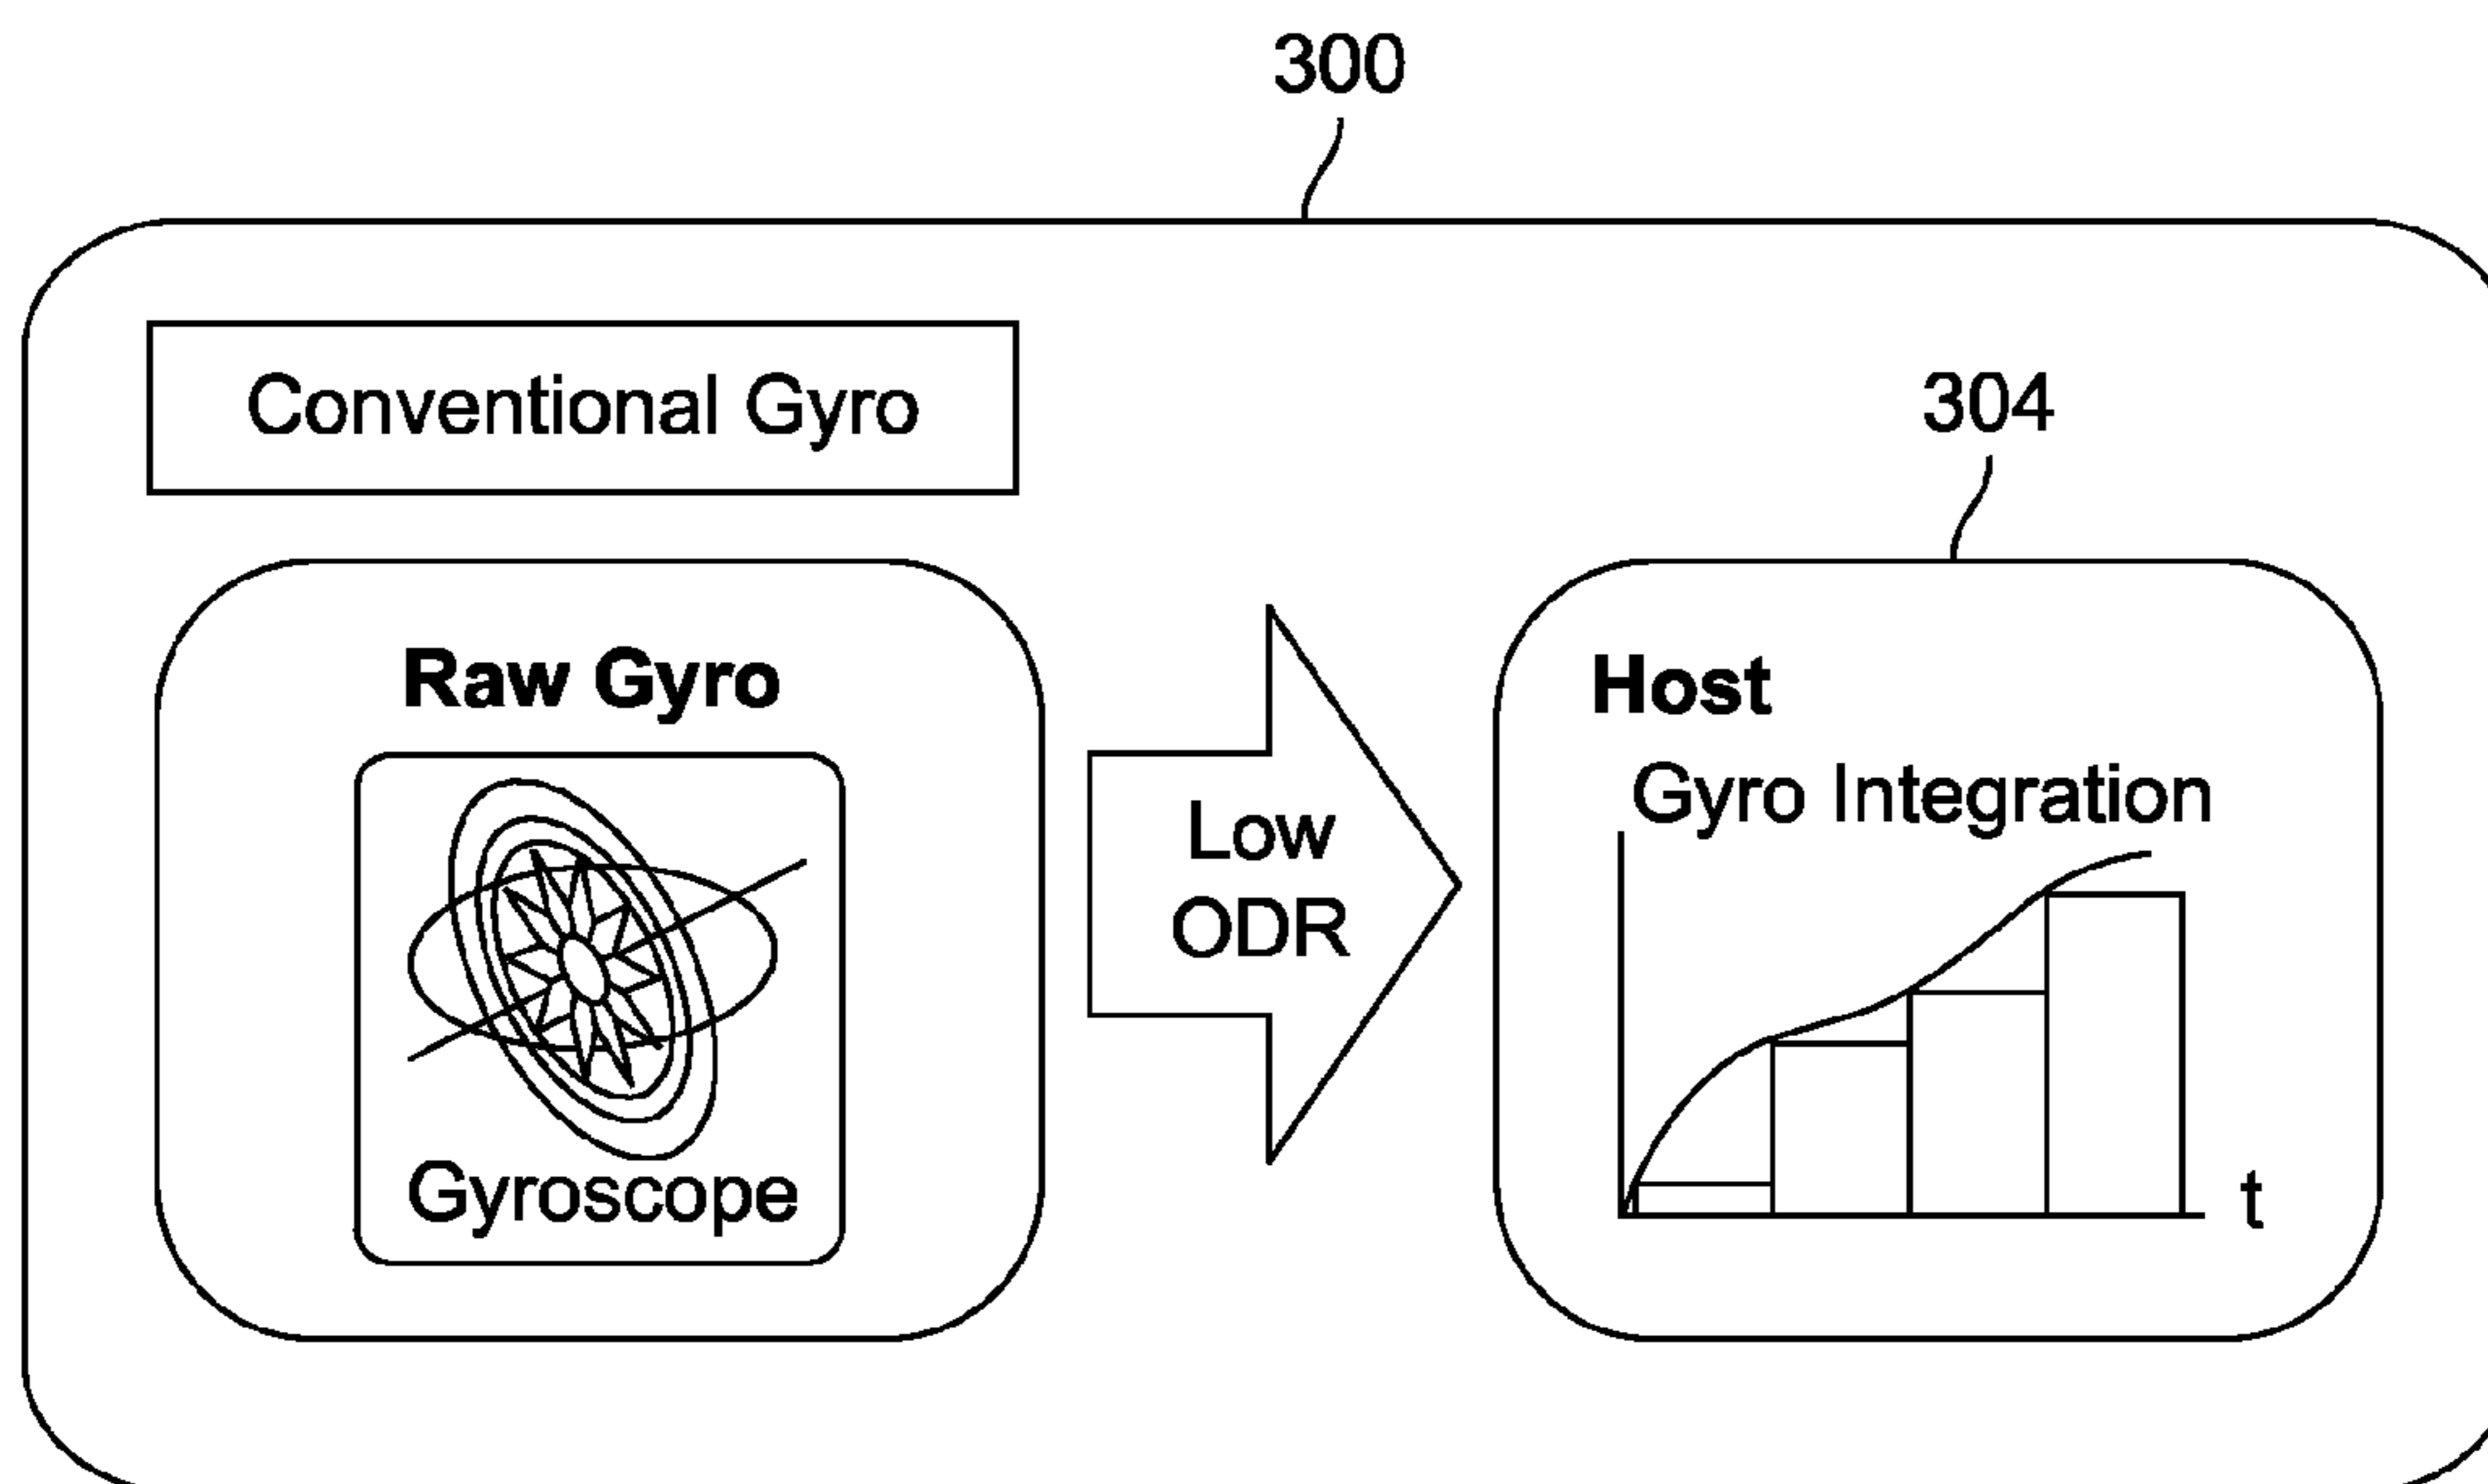 300
Conventional Gyro
304
Raw Gyro
Gyroscope
Low
ODR
Host
Gyro Integration
t